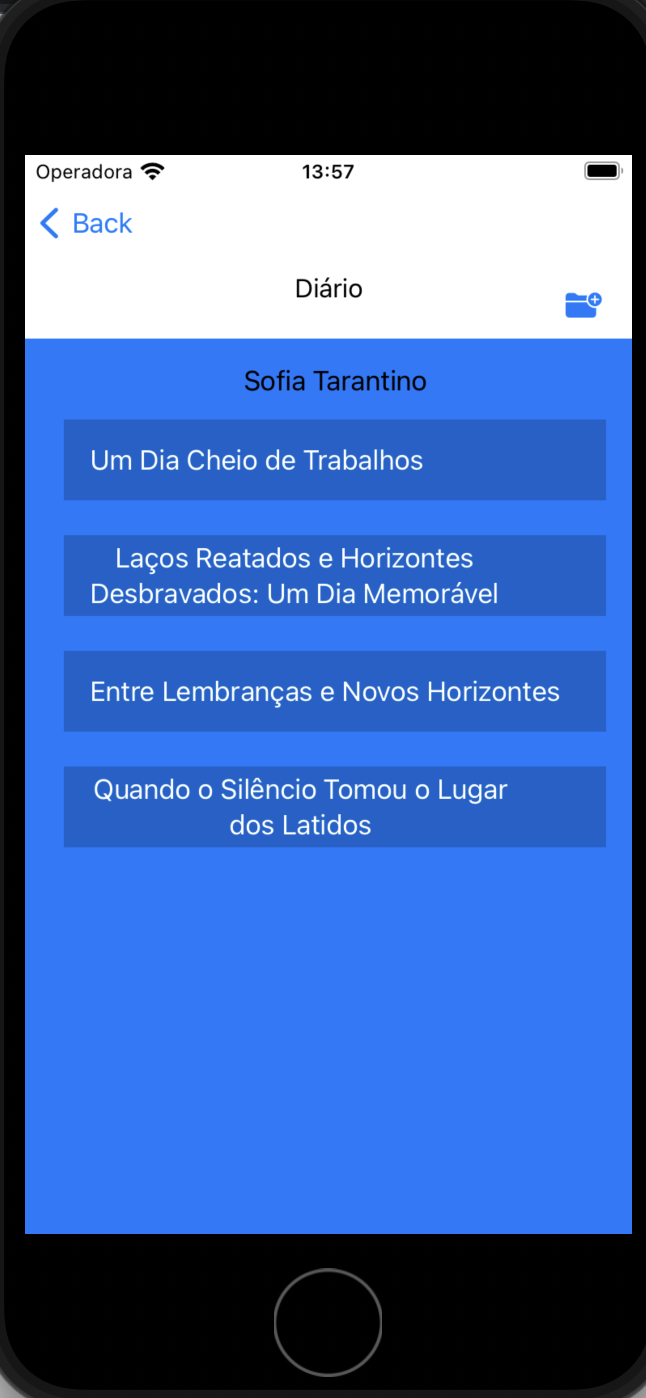 Operadora
13:57
Back
Diário
Sofia Tarantino
Um Dia Cheio de Trabalhos
Laços Reatados e Horizontes
Desbravados: Um Dia Memorável
Entre Lembranças e Novos Horizontes
Quando o Silêncio Tomou o Lugar
dos Latidos